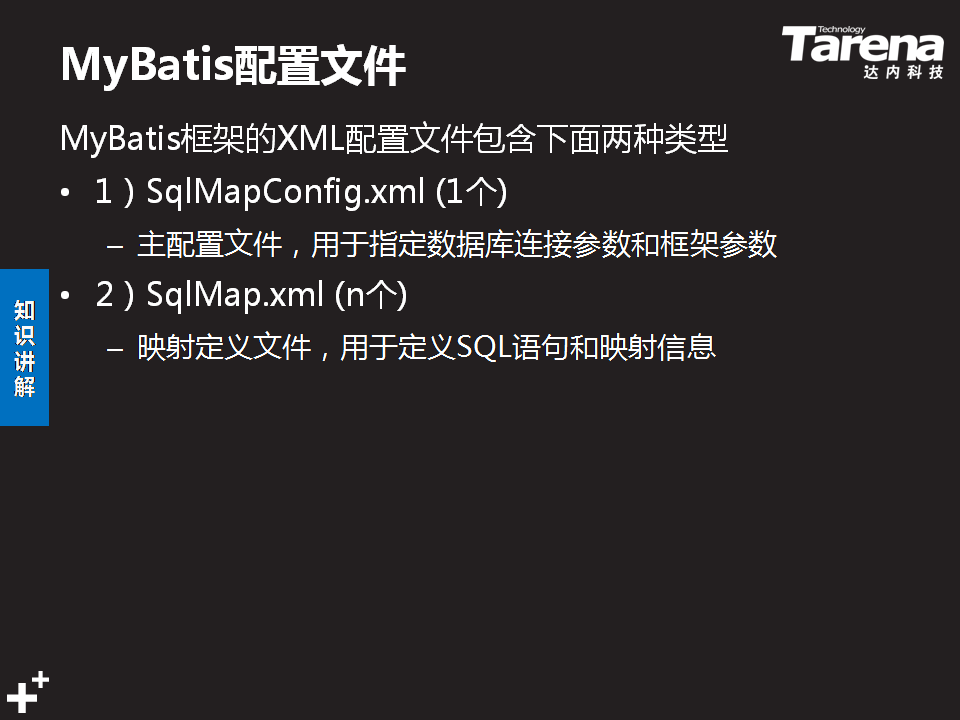 MyBatis配置文件
Technology
Tarena
达内科技
MyBatis框架的XML配置文件包含下面两种类型
• 1）SqlMapConfig.xml (1个)
– 主配置文件，用于指定数据库连接参数和框架参数
• 2）SqlMap.xml (n个)
– 映射定义文件，用于定义SQL语句和映射信息
知识讲解